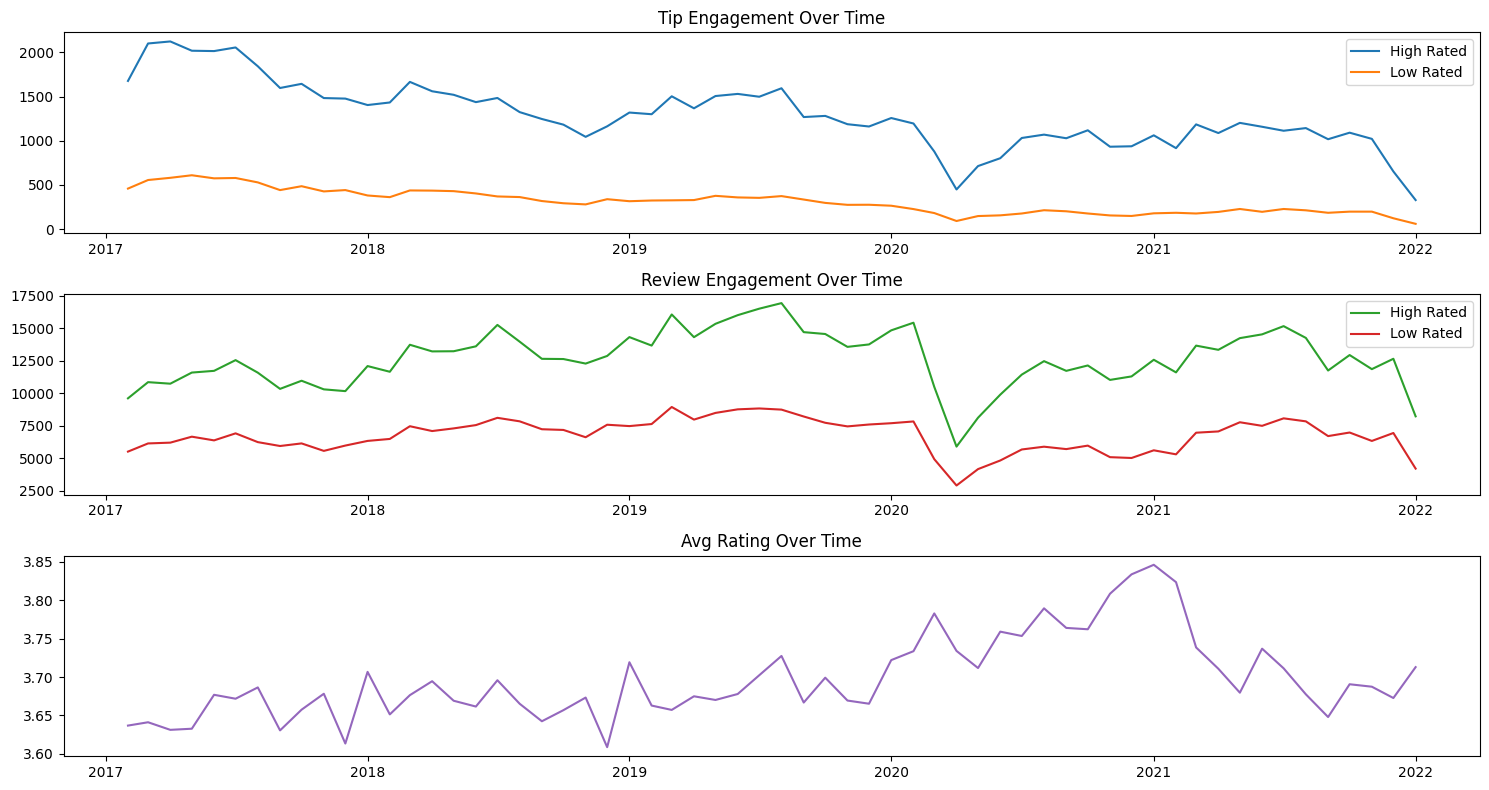 Tip Engagement Over Time
2000
1500
1000
500
0
High Rated
Low Rated
2017 2018 2019 2020 2021 2022
Review Engagement Over Time
17500
15000
12500
10000
7500
5000
2500
High Rated
Low Rated
2017 2018 2019 2020 2021 2022
Avg Rating Over Time
3.85
3.80
3.75
3.70
3.65
3.60
2017 2018 2019 2020 2021 2022